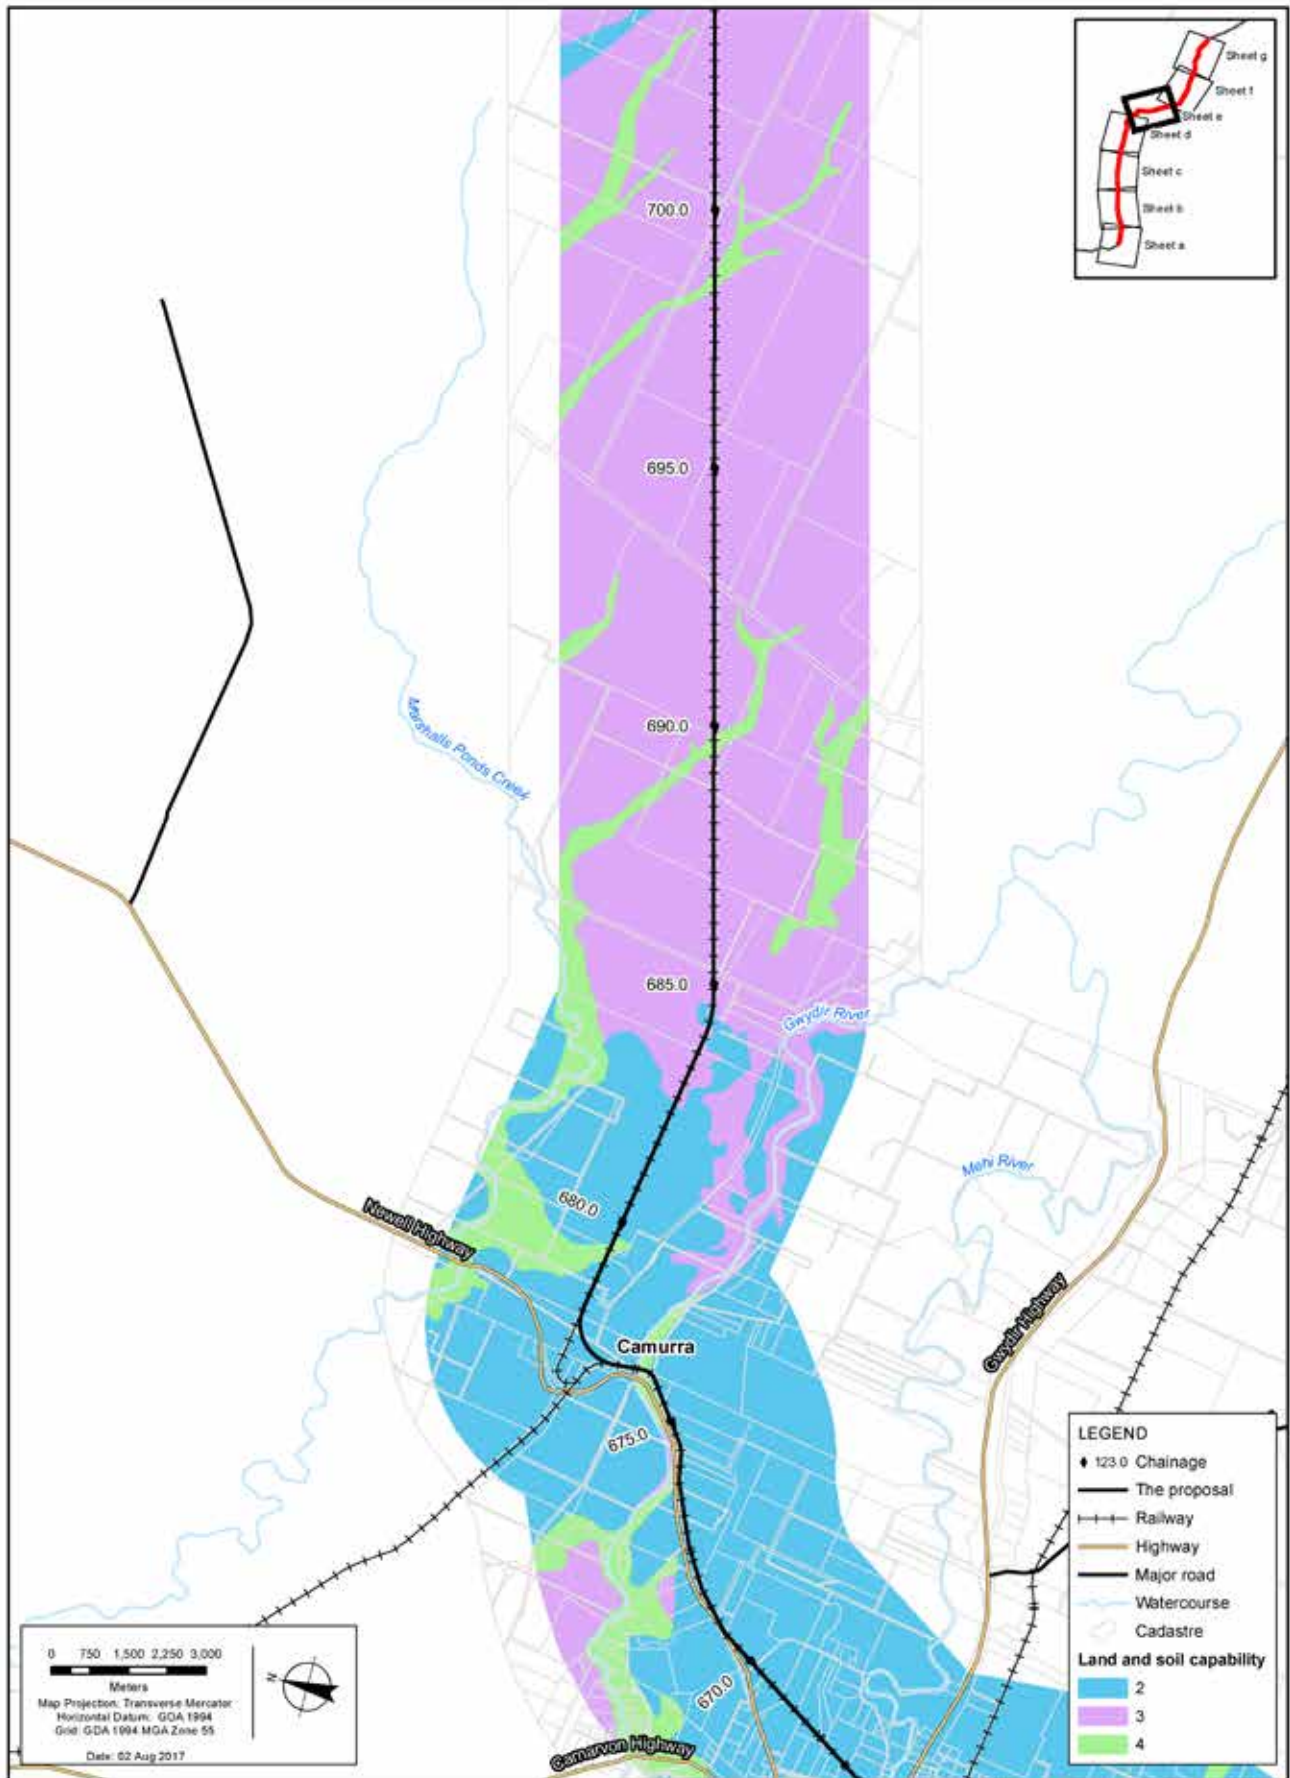 Sheet g
Sheet f
Sheet e
Sheet d
Sheet c
Sheet b
Sheet a
700.0
695.0
690.0
Marshalls Ponds Creek
685.0
Gwydir River
Mehi River
680.0
Newell Highway
Gwydir Highway
Camurra
675.0
670.0
Carnarvon Highway
LEGEND
123.0 Chainage
The proposal
Railway
Highway
Major road
Watercourse
Cadastre
Land and soil capability
2
3
4
0 750 1,500 2,250 3,000
Meters
Map Projection: Transverse Mercator
Horizontal Datum: GDA 1994
Grid: GDA 1994 MGA Zone 55
Date: 02 Aug 2017
N